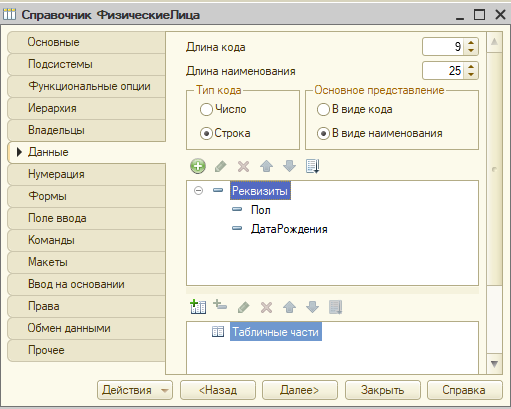 Справочник ФизическиеЛица
Основные
Подсистемы
Функциональные опции
Иерархия
Владельцы
Данные
Нумерация
Формы
Поле ввода
Команды
Макеты
Ввод на основании
Права
Обмен данными
Прочее
Длина кода 9
Длина наименования 25
Тип кода
Число
Строка
Основное представление
В виде кода
В виде наименования
Реквизиты
Пол
ДатаРождения
Табличные части
Действия <Назад Далее> Закрыть Справка